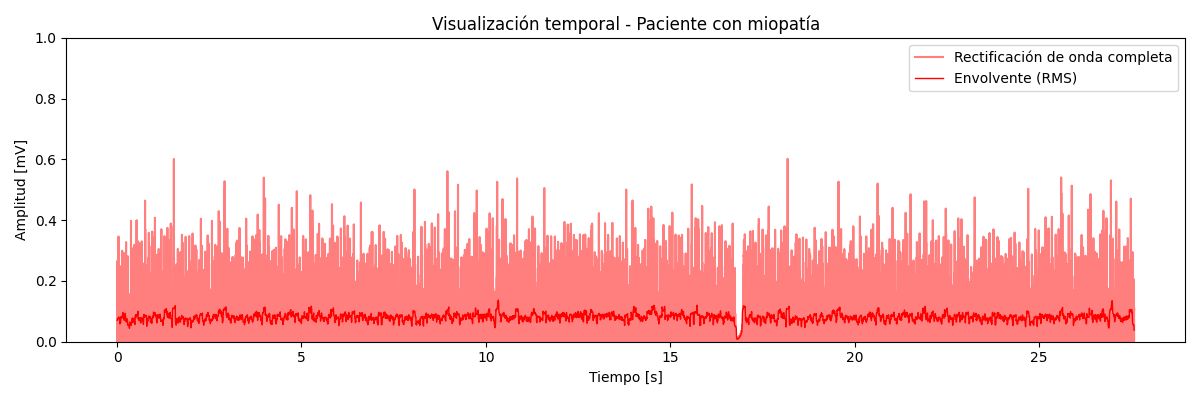 Visualización temporal - Paciente con miopatía
Rectificación de onda completa
Envolvente (RMS)
Amplitud [mV]
1.0
0.8
0.6
0.4
0.2
0.0
0
5
10
15
20
25
Tiempo [s]